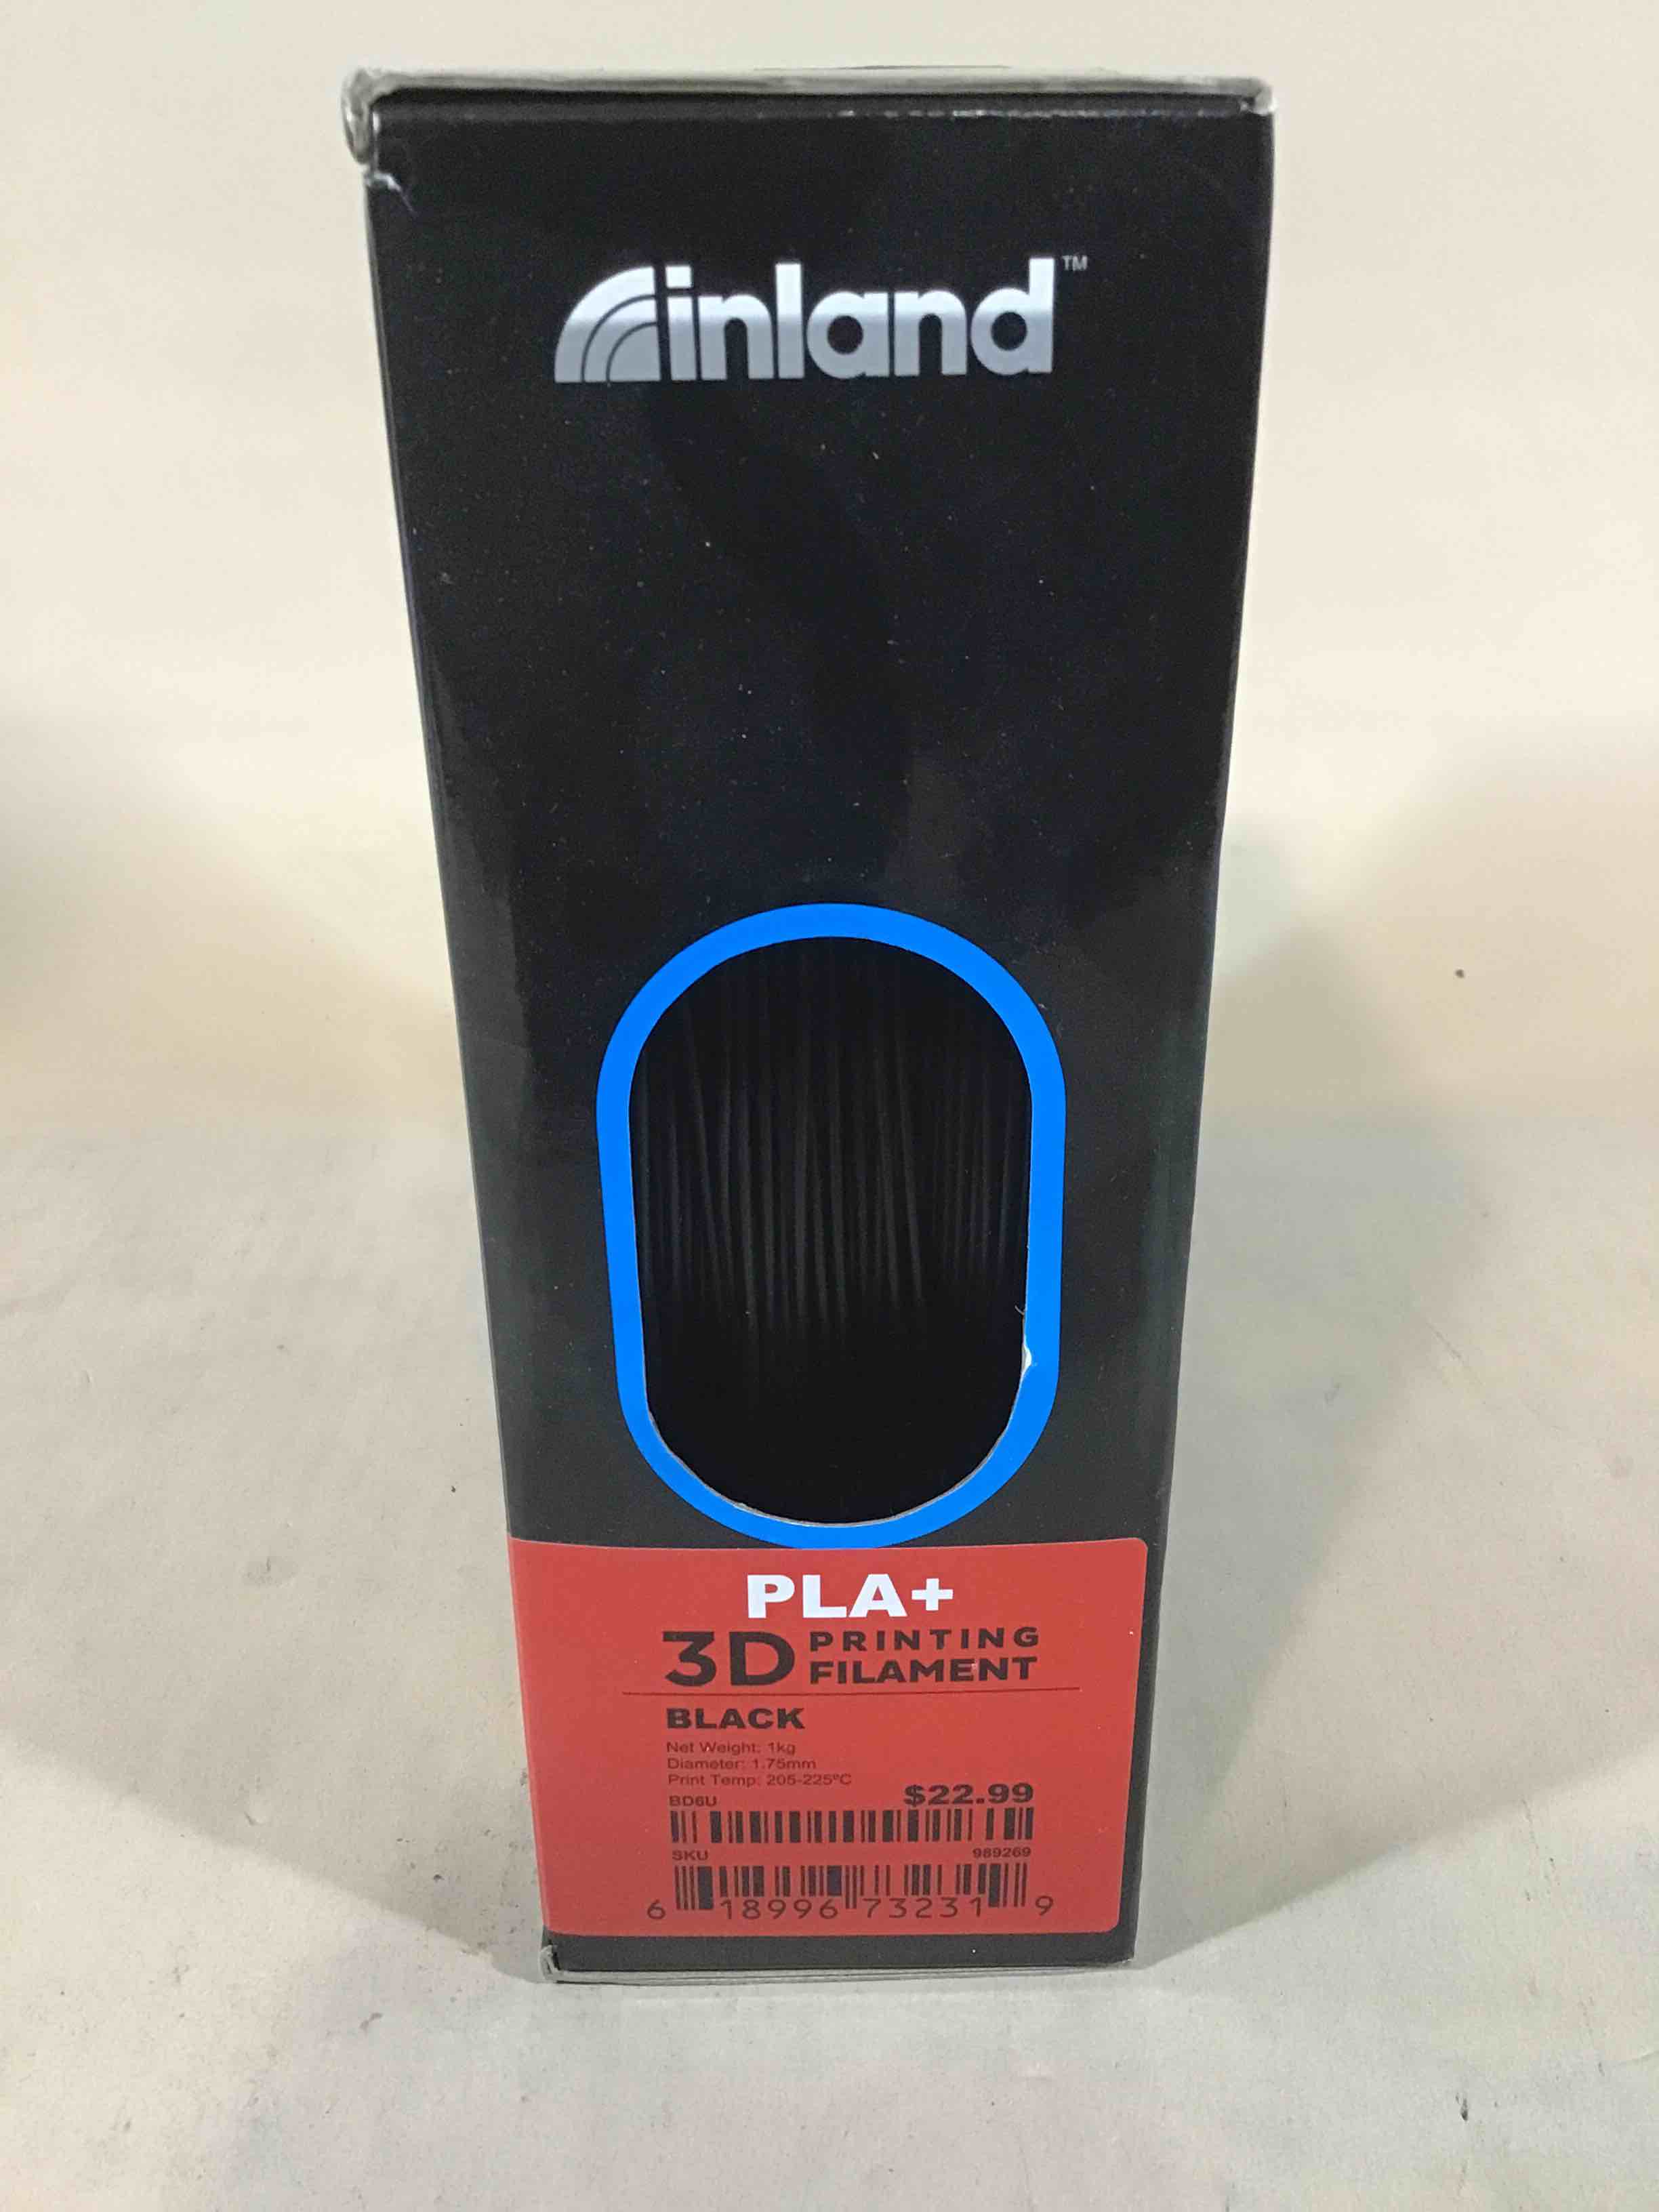 inland™
PLA+
3D PRINTING
FILAMENT
BLACK
Net Weight: 1kg
Diameter: 1.75mm
Print Temp: 205-225°C
BD6U $22.99
SKU 989269
6 18996 73231 9